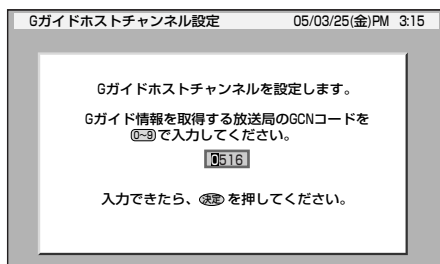 Gガイドホストチャンネル設定 05/03/25(金)PM 3:15
Gガイドホストチャンネルを設定します。
Gガイド情報を取得する放送局のGCNコードを
0~9で入力してください。
0516
入力できたら、決定を押してください。